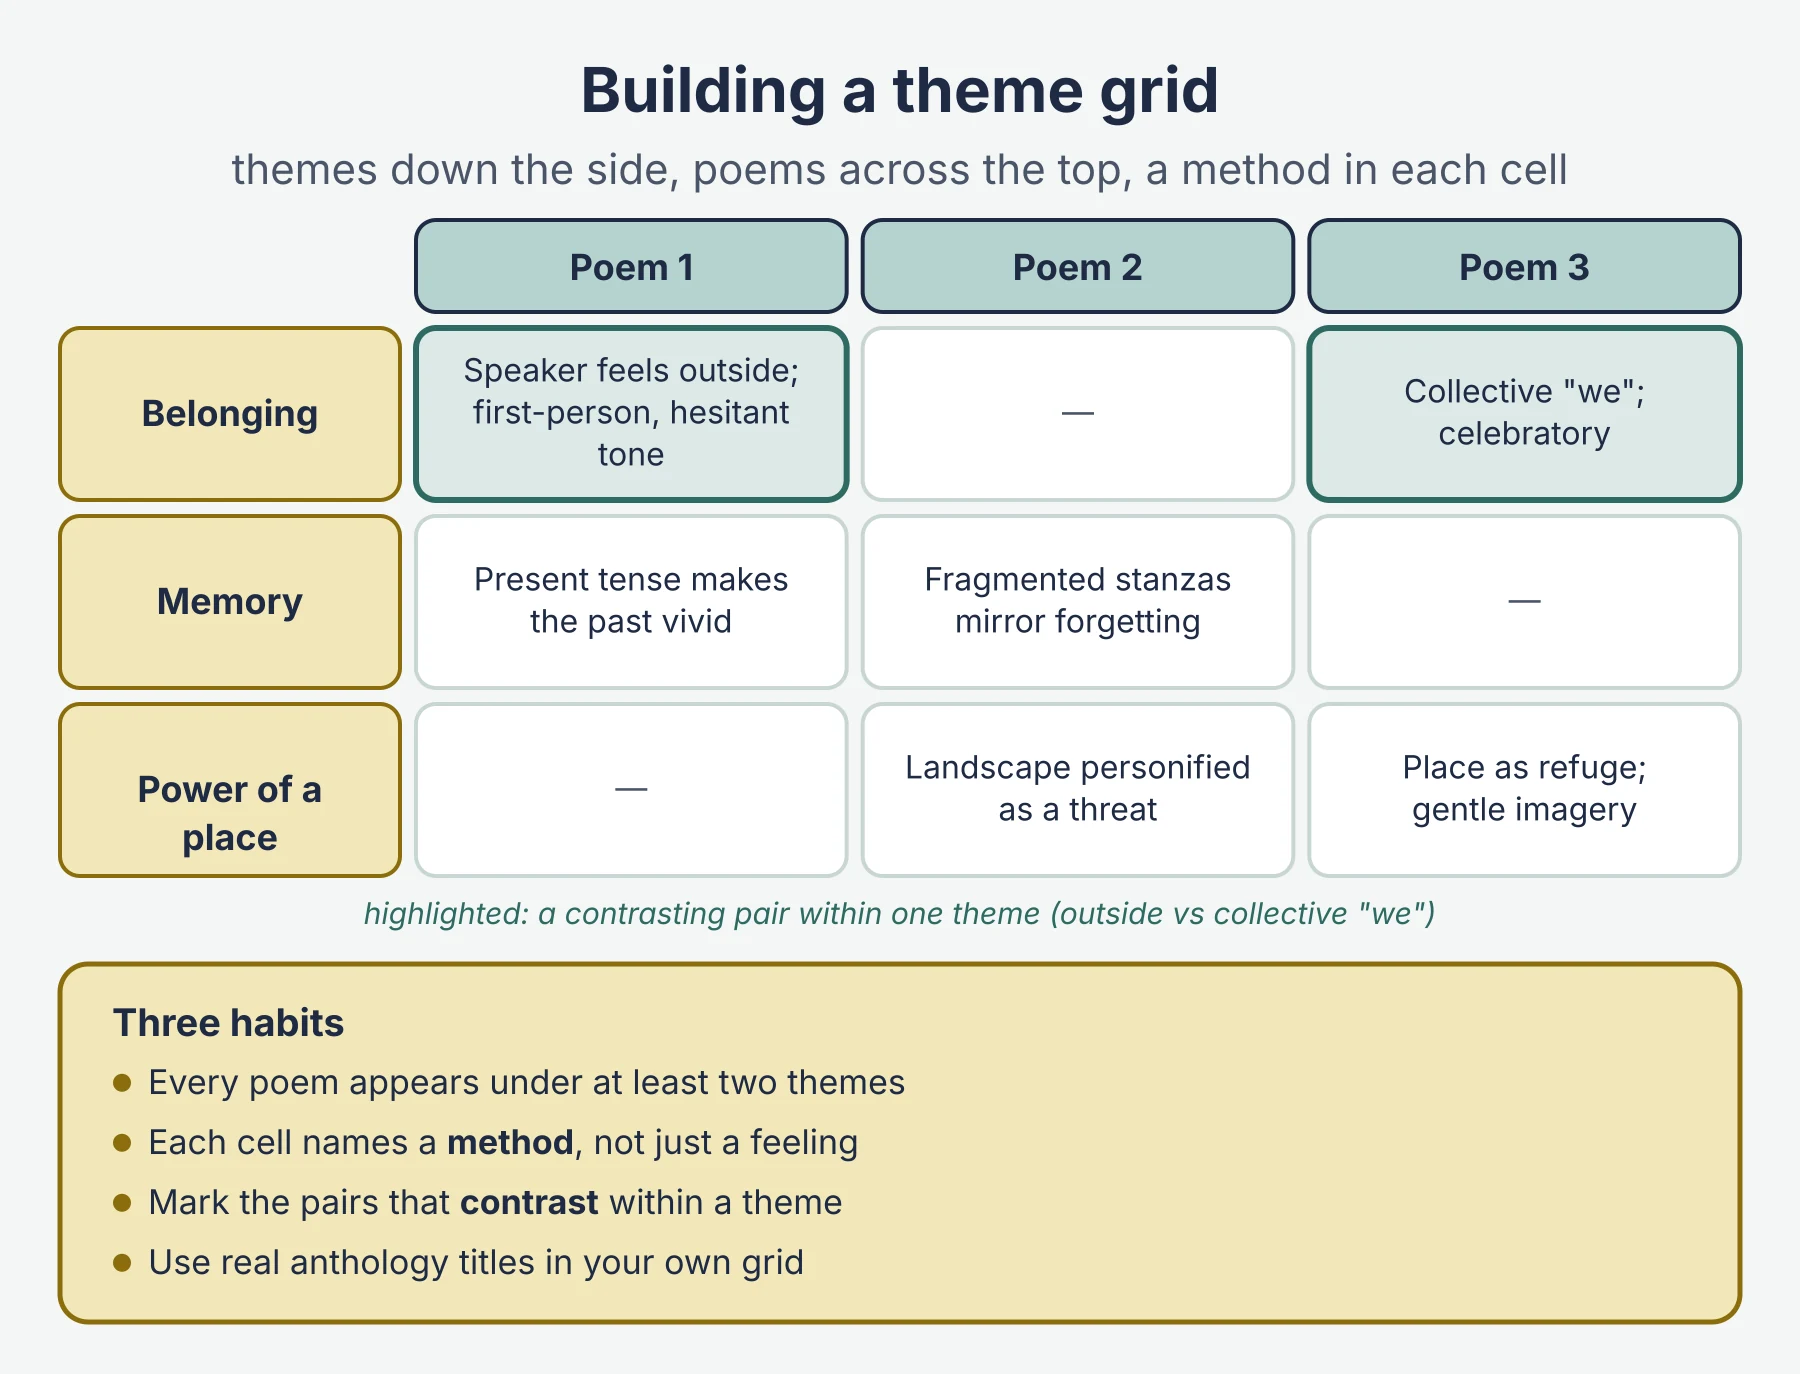 Building a theme grid
themes down the side, poems across the top, a method in each cell
Poem 1
Poem 2
Poem 3
Belonging
Speaker feels outside;
first-person, hesitant
tone
—
Collective "we";
celebratory
Memory
Present tense makes
the past vivid
Fragmented stanzas
mirror forgetting
—
Power of a
place
—
Landscape personified
as a threat
Place as refuge;
gentle imagery
highlighted: a contrasting pair within one theme (outside vs collective "we")
Three habits
Every poem appears under at least two themes
Each cell names a method, not just a feeling
Mark the pairs that contrast within a theme
Use real anthology titles in your own grid